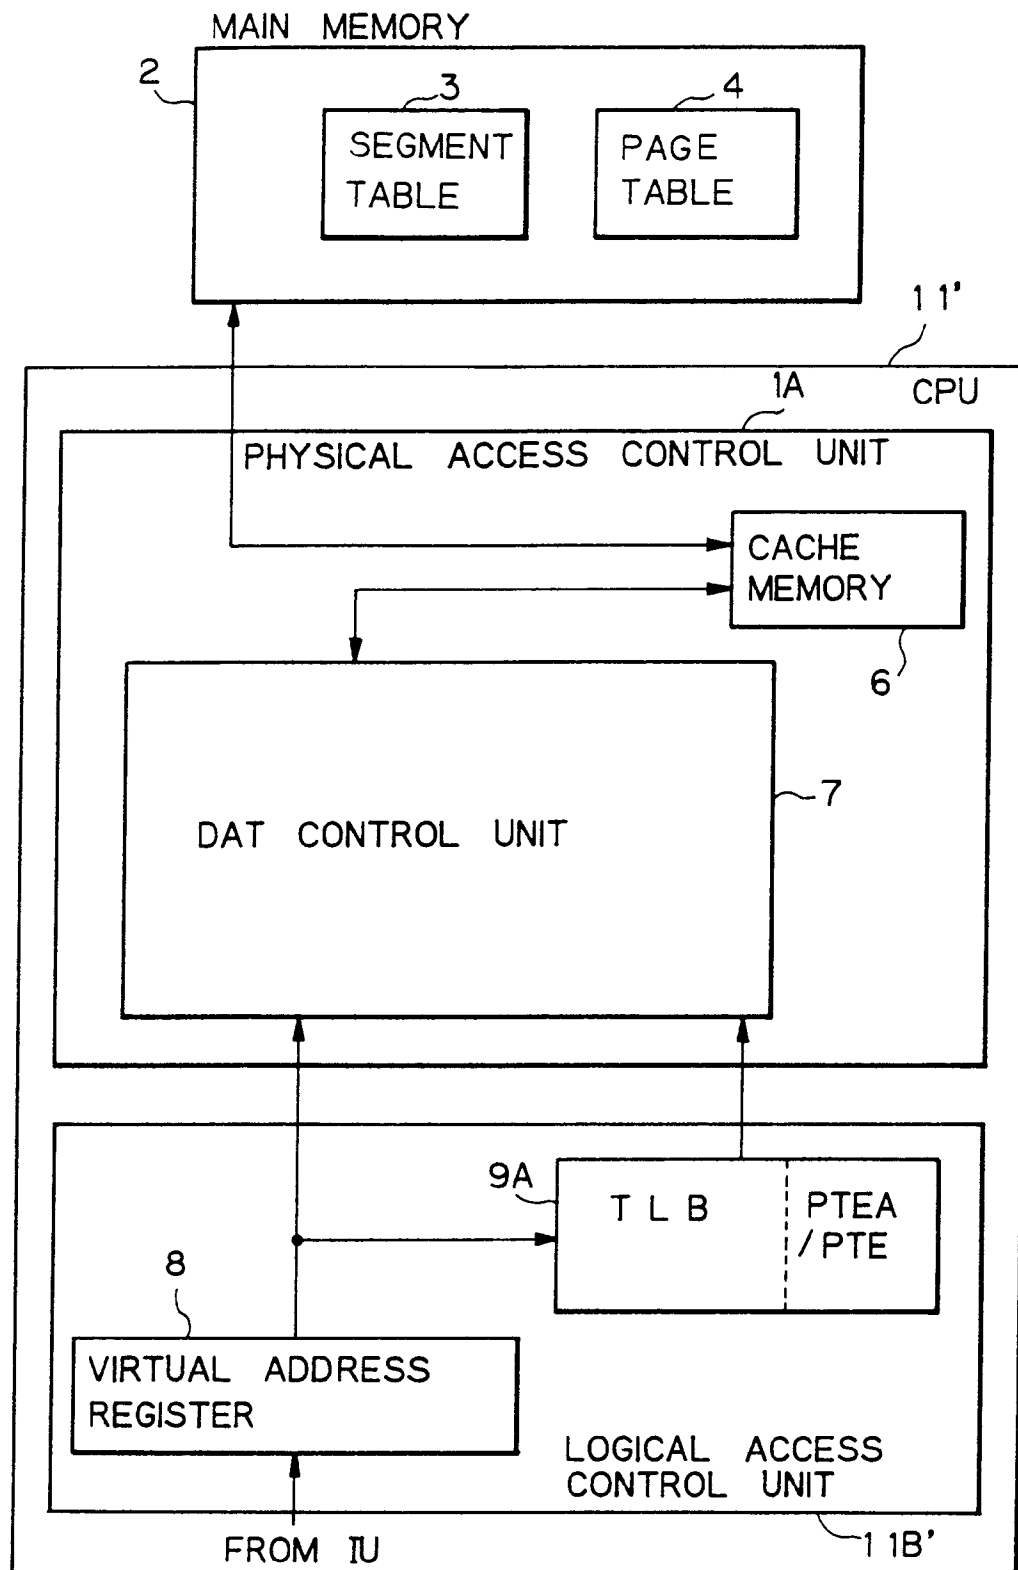 MAIN MEMORY
2
3
4
SEGMENT
TABLE
PAGE
TABLE
11'
CPU
1A
PHYSICAL ACCESS CONTROL UNIT
CACHE
MEMORY
6
7
DAT CONTROL UNIT
9A
TLB
PTEA
/PTE
8
VIRTUAL ADDRESS
REGISTER
LOGICAL ACCESS
CONTROL UNIT
FROM IU
11B'